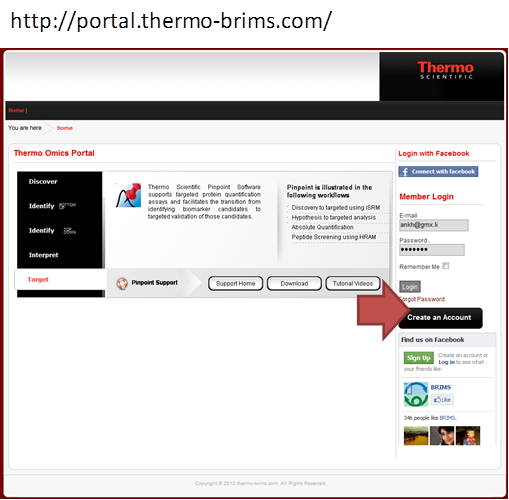 http://portal.thermo-brims.com/
Thermo
SCIENTIFIC
Home |
You are here
home
Thermo Omics Portal
Discover
Identify BOTTOM UP
Identify TOP DOWN
Interpret
Target
Thermo Scientific Pinpoint Software
supports targeted protein quantification
assays and facilitates the transition from
identifying biomarker candidates to
targeted validation of those candidates.
Pinpoint is illustrated in the
following workflows
Discovery to targeted using iSRM
Hypothesis to targeted analysis
Absolute Quantification
Peptide Screening using HRAM
Pinpoint Support
Support Home
Download
Tutorial Videos
Login with Facebook
Connect with facebook
Member Login
E-mail
ankh@gmx.li
Password.
•••••••
Remember Me
Login
Forgot Password
Create an Account
Find us on Facebook
Sign Up
Create an account or
Log in to see what
your friends like.
BRIMS
Like
346 people like BRIMS.
Copyright © 2012 thermo-brims.com. All Rights Reserved.